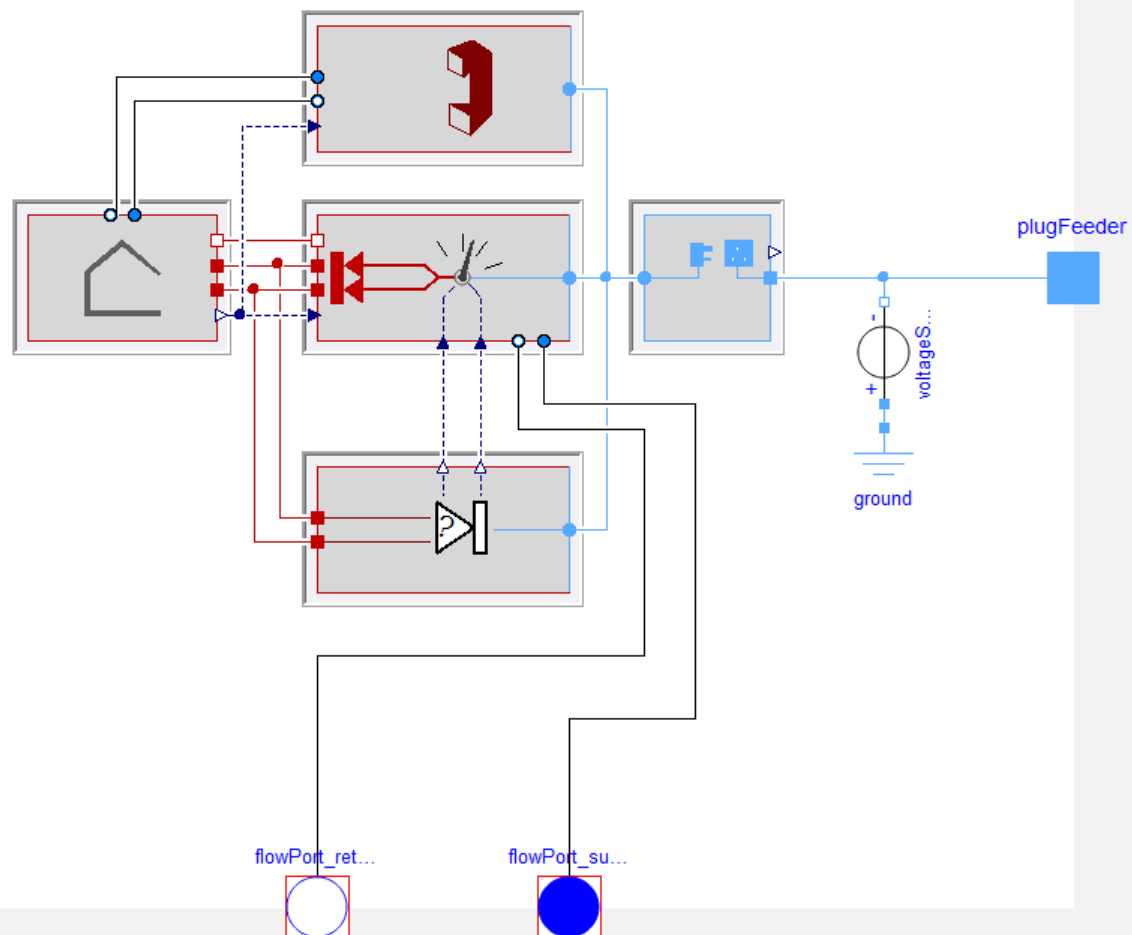 plugFeeder
voltageS...
-
+
ground
?
flowPort_ret...
flowPort_su...